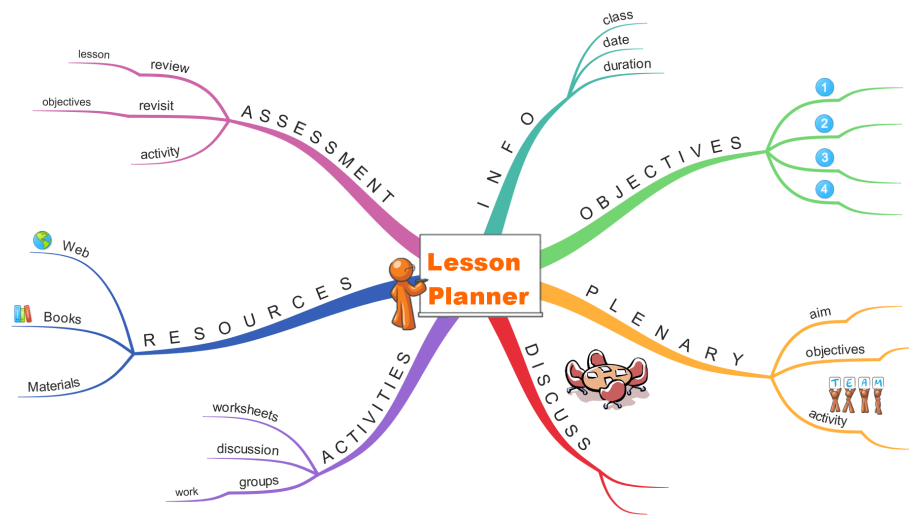 Lesson
Planner
INFO
class
date
duration
OBJECTIVES
1
2
3
4
PLENARY
aim
objectives
TEAM
activity
DISCUSS
ACTIVITIES
worksheets
discussion
groups
work
RESOURCES
Web
Books
Materials
ASSESSMENT
review
lesson
revisit
objectives
activity